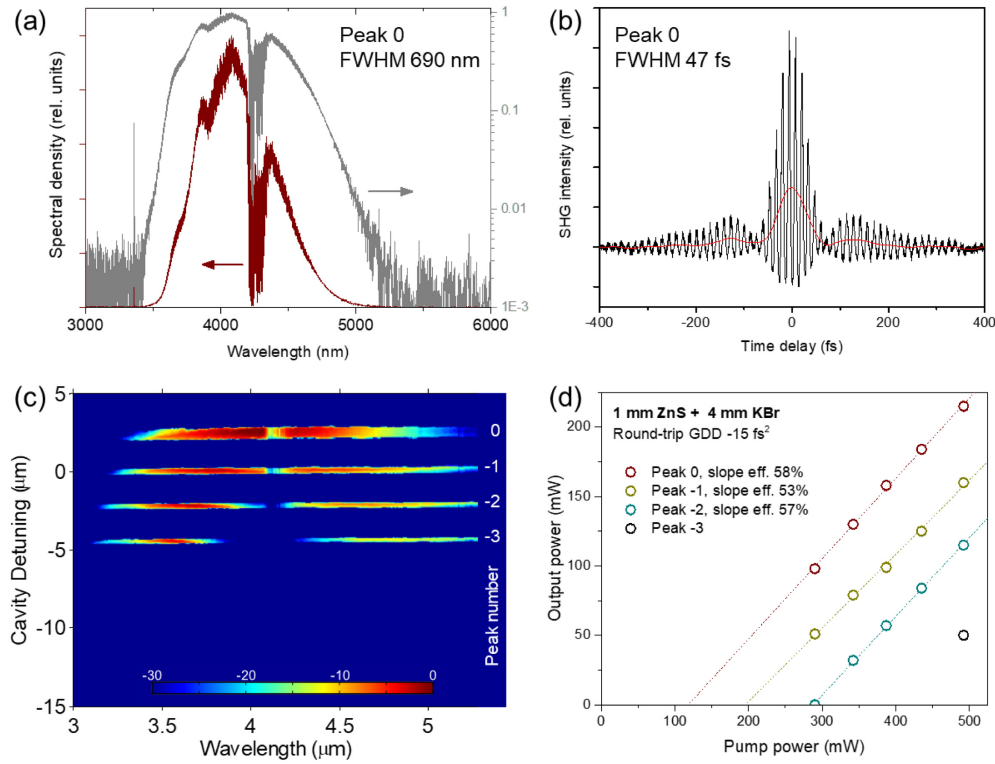 (a)
Peak 0
FWHM 690 nm
Spectral density (rel. units)
1
0.1
0.01
1E-3
3000 4000 5000 6000
Wavelength (nm)
(b)
Peak 0
FWHM 47 fs
SHG intensity (rel. units)
-400 -200 0 200 400
Time delay (fs)
(c)
Cavity Detuning (μm)
5
0
-5
-10
-15
0
-1
-2
-3
Peak number
-30 -20 -10 0
3 3.5 4 4.5 5
Wavelength (μm)
(d)
1 mm ZnS + 4 mm KBr
Round-trip GDD -15 fs²
Peak 0, slope eff. 58%
Peak -1, slope eff. 53%
Peak -2, slope eff. 57%
Peak -3
Output power (mW)
200
150
100
50
0
0 100 200 300 400 500
Pump power (mW)